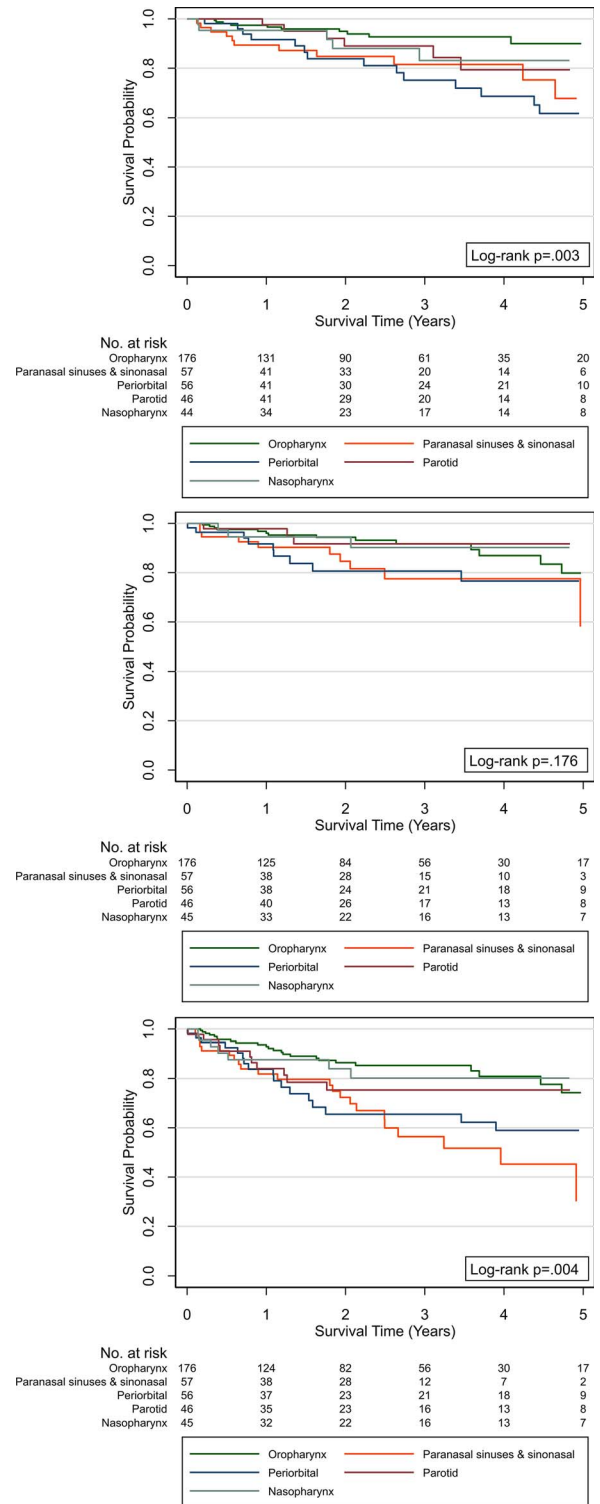 1.0
0.8
0.6
0.4
0.2
0.0
Survival Probability
Log-rank p=.003
0 1 2 3 4 5
Survival Time (Years)
No. at risk
Oropharynx 176 131 90 61 35 20
Paranasal sinuses & sinonasal 57 41 33 20 14 6
Periorbital 56 41 30 24 21 10
Parotid 46 41 29 20 14 8
Nasopharynx 44 34 23 17 14 8
Oropharynx Paranasal sinuses & sinonasal
Periorbital Parotid
Nasopharynx
1.0
0.8
0.6
0.4
0.2
0.0
Survival Probability
Log-rank p=.176
0 1 2 3 4 5
Survival Time (Years)
No. at risk
Oropharynx 176 125 84 56 30 17
Paranasal sinuses & sinonasal 57 38 28 15 10 3
Periorbital 56 38 24 21 18 9
Parotid 46 40 26 17 13 8
Nasopharynx 45 33 22 16 13 7
Oropharynx Paranasal sinuses & sinonasal
Periorbital Parotid
Nasopharynx
1.0
0.8
0.6
0.4
0.2
0.0
Survival Probability
Log-rank p=.004
0 1 2 3 4 5
Survival Time (Years)
No. at risk
Oropharynx 176 124 82 56 30 17
Paranasal sinuses & sinonasal 57 38 28 12 7 2
Periorbital 56 37 23 21 18 9
Parotid 46 35 23 16 13 8
Nasopharynx 45 32 22 16 13 7
Oropharynx Paranasal sinuses & sinonasal
Periorbital Parotid
Nasopharynx